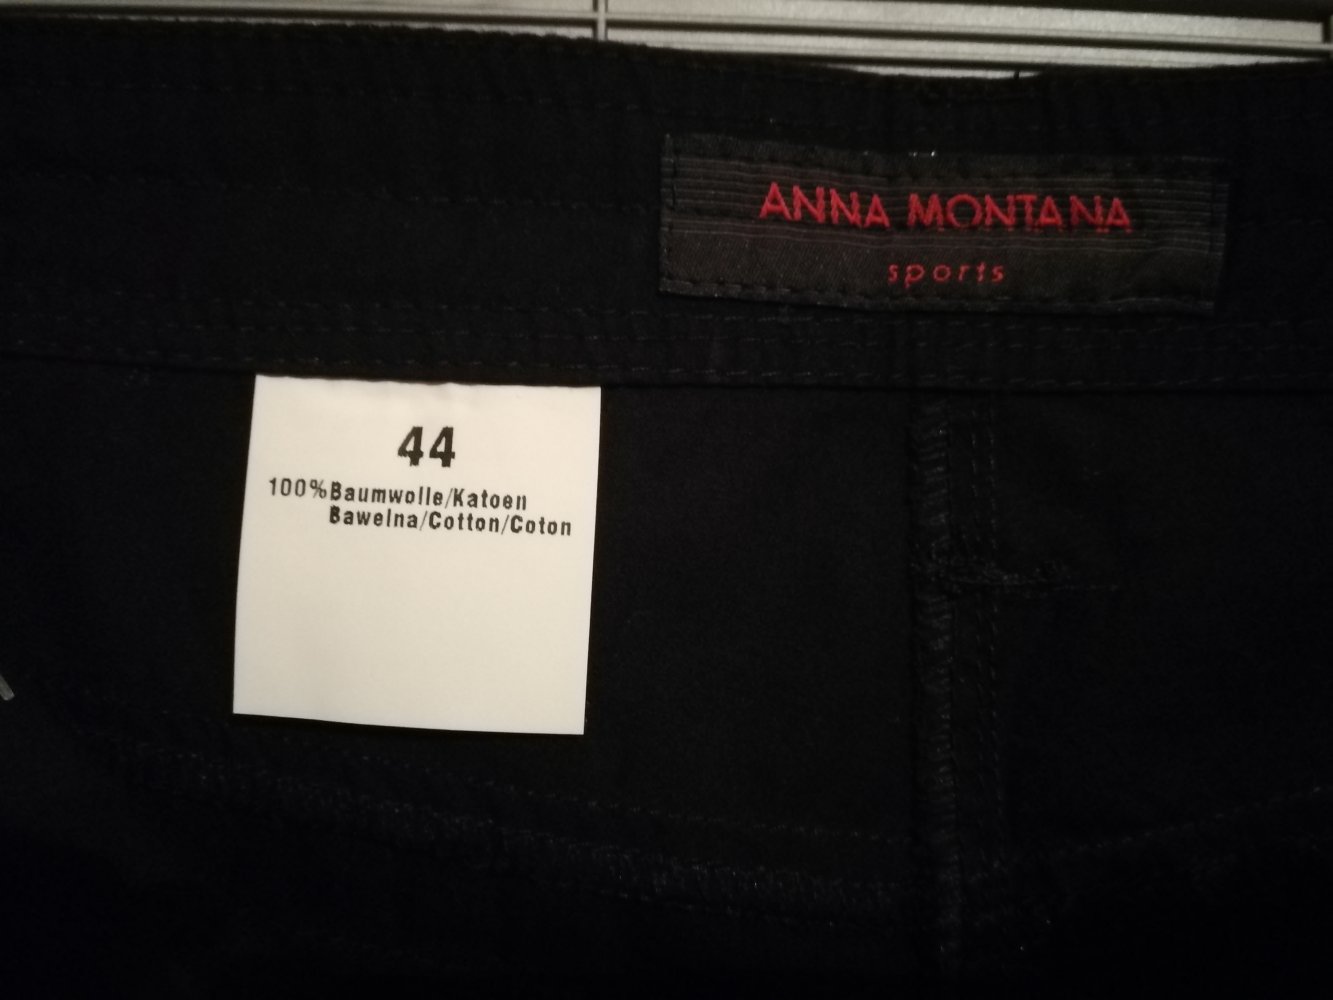 ANNA MONTANA
sports
44
100%Baumwolle/Katoen
Bawelna/Cotton/Coton